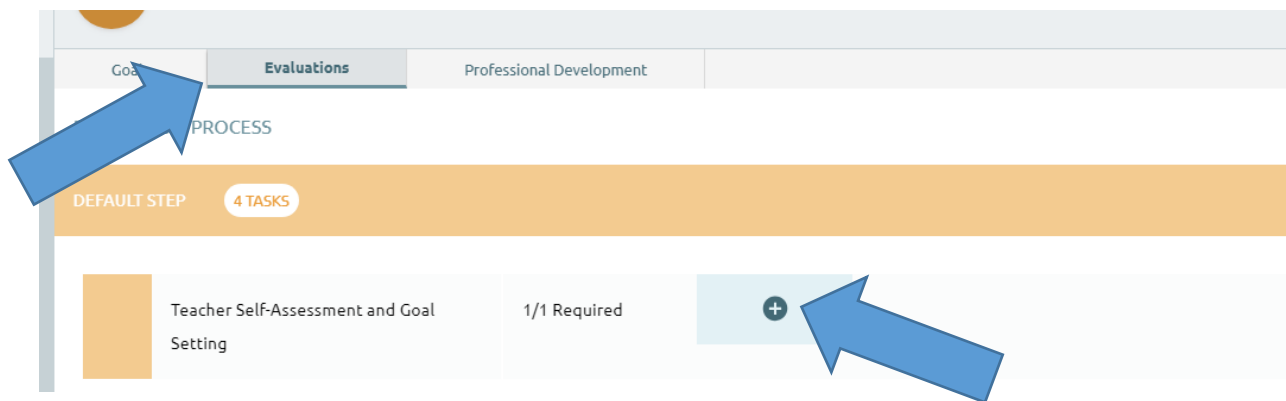 Evaluations Professional Development
PROCESS
DEFAULT STEP 4 TASKS
Teacher Self-Assessment and Goal 1/1 Required
Setting